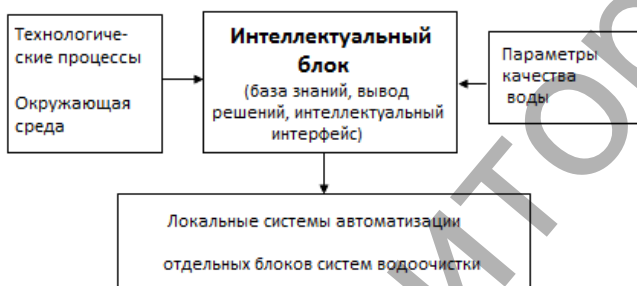 Технологиче-
ские процессы
Окружающая
среда
Интеллектуальный
блок
(база знаний, вывод
решений, интеллектуальный
интерфейс)
Параметры
качества
воды
Локальные системы автоматизации
отдельных блоков систем водоочистки